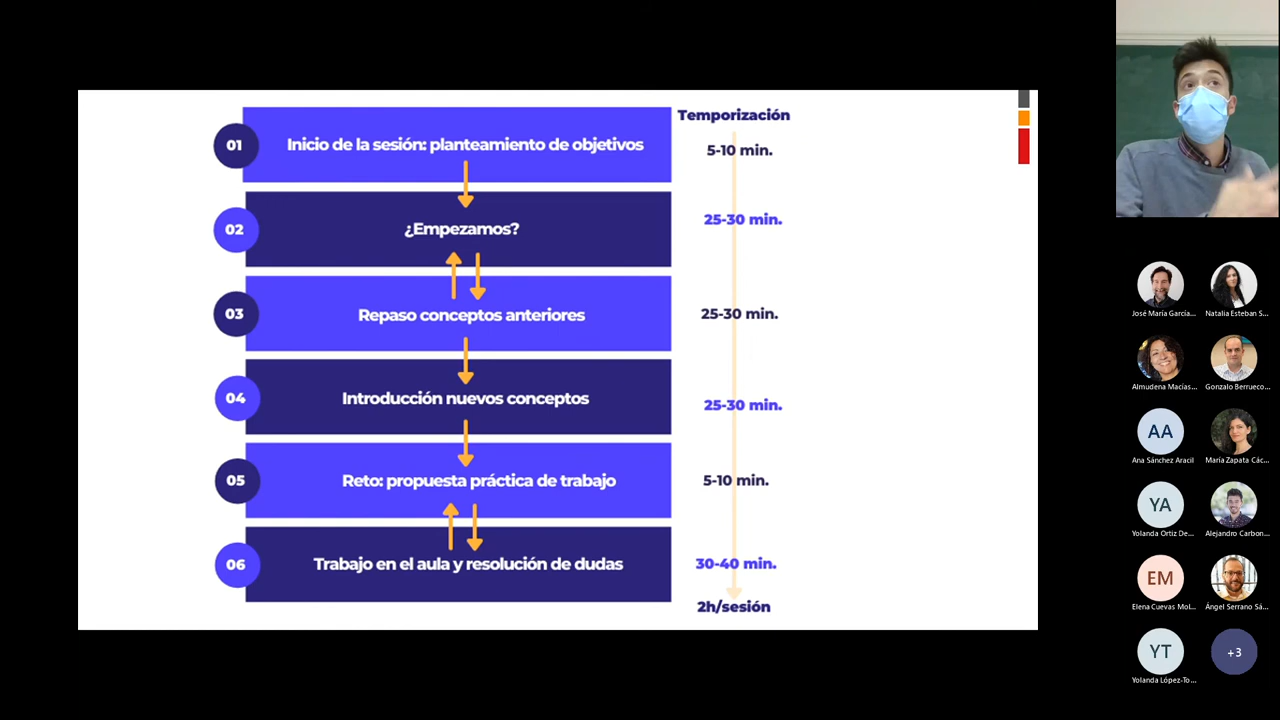 Temporización
01
Inicio de la sesión: planteamiento de objetivos
5-10 min.
02
¿Empezamos?
25-30 min.
03
Repaso conceptos anteriores
25-30 min.
04
Introducción nuevos conceptos
25-30 min.
05
Reto: propuesta práctica de trabajo
5-10 min.
06
Trabajo en el aula y resolución de dudas
30-40 min.
2h/sesión
José María García...
Natalia Esteban S...
Almudena Macías...
Gonzalo Berrueco...
AA
Ana Sánchez Aracil
María Zapata Các...
YA
Yolanda Ortiz De...
Alejandro Carbon...
EM
Elena Cuevas Mol...
Ángel Serrano Sá...
YT
Yolanda López-To...
+3